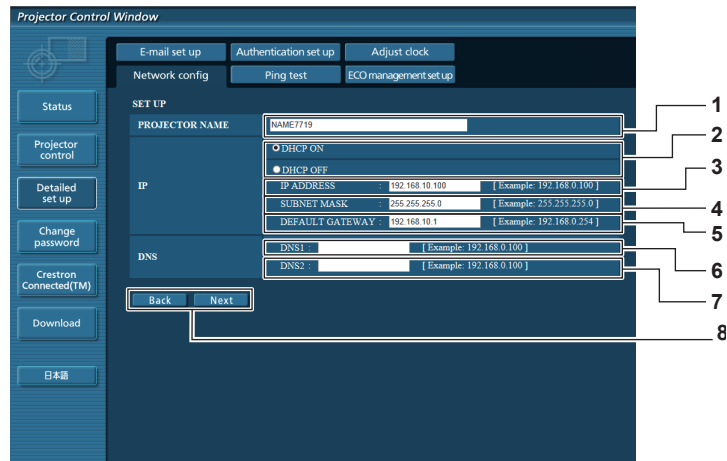 Projector Control Window
E-mail set up
Authentication set up
Adjust clock
Network config
Ping test
ECO management set up
Status
Projector
control
Detailed
set up
Change
password
Crestron
Connected(TM)
Download
日本語
SET UP
PROJECTOR NAME
NAME7719
1
IP
DHCP ON
2
DHCP OFF
IP ADDRESS : 192.168.10.100 [ Example: 192.168.0.100 ]
3
SUBNET MASK : 255.255.255.0 [ Example: 255.255.255.0 ]
4
DEFAULT GATEWAY : 192.168.10.1 [ Example: 192.168.0.254 ]
5
DNS
DNS1 : [ Example: 192.168.0.100 ]
6
DNS2 : [ Example: 192.168.0.100 ]
7
Back Next
8